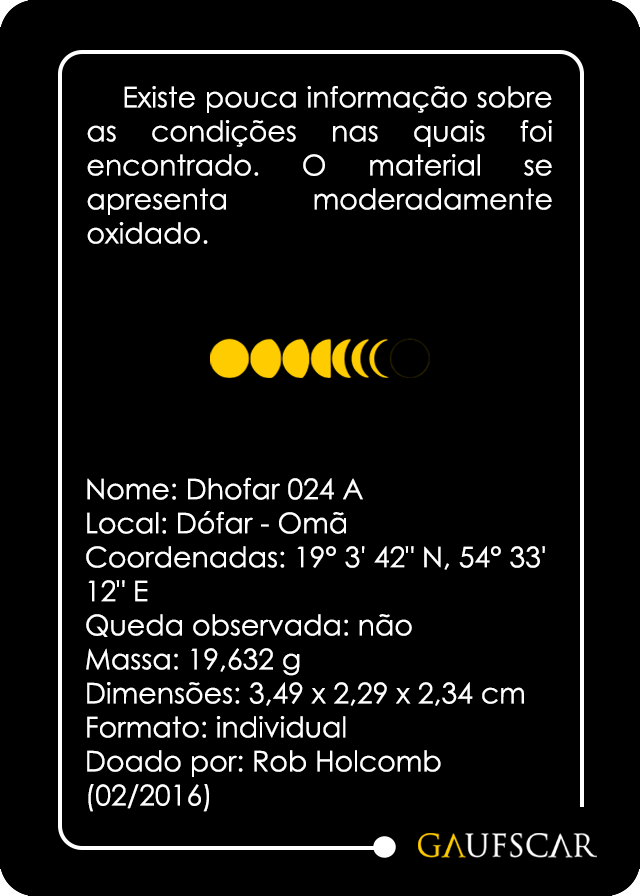 Existe pouca informação sobre
as condições nas quais foi
encontrado. O material se
apresenta moderadamente
oxidado.
Nome: Dhofar 024 A
Local: Dófar - Omã
Coordenadas: 19° 3' 42" N, 54° 33'
12" E
Queda observada: não
Massa: 19,632 g
Dimensões: 3,49 x 2,29 x 2,34 cm
Formato: individual
Doado por: Rob Holcomb
(02/2016)
GAUFSCAR